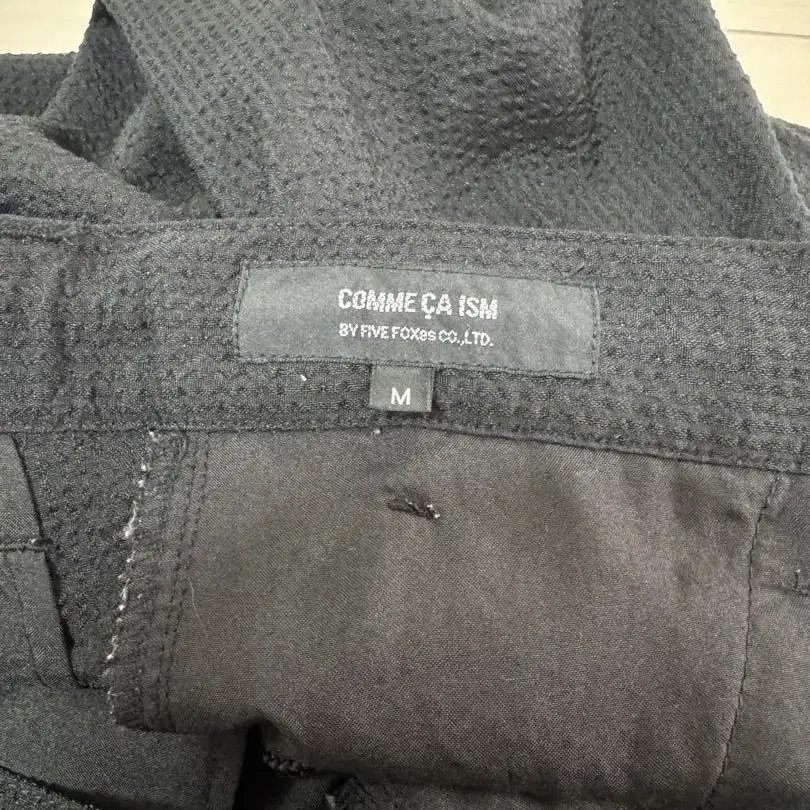 COMME ÇA ISM
BY FIVE FOXes CO.,LTD.
M